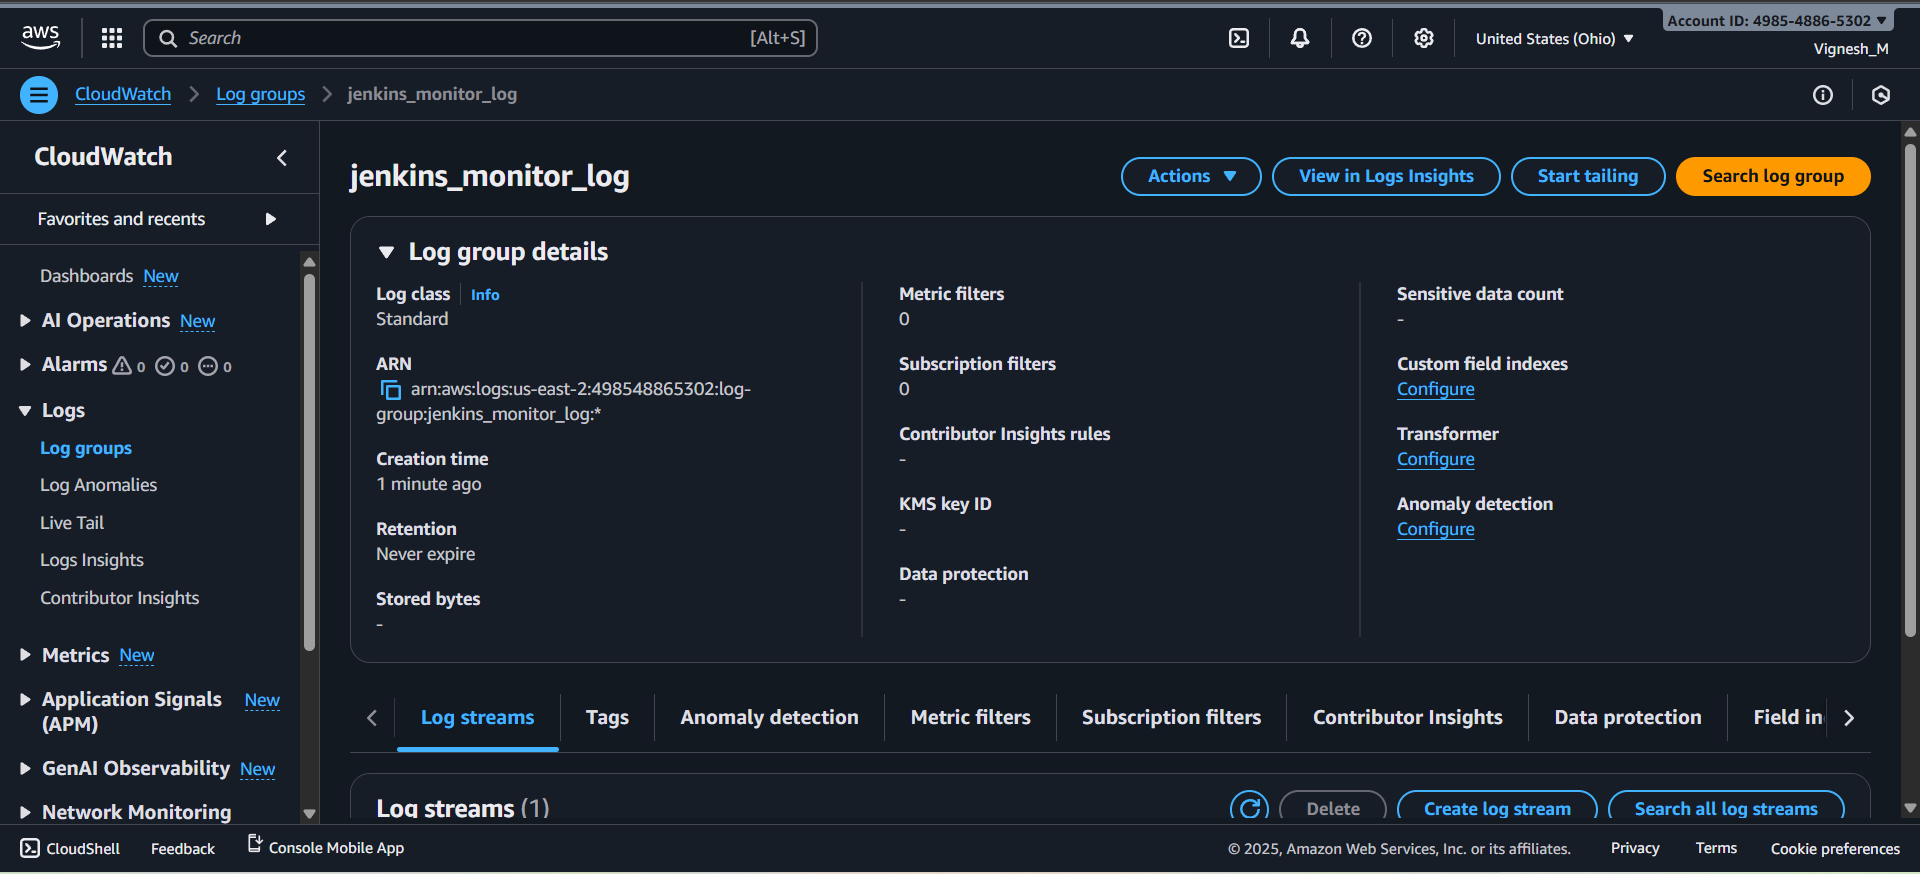 aws
Search
[Alt+S]
United States (Ohio)
Account ID: 4985-4886-5302
Vignesh_M
CloudWatch
Log groups
jenkins_monitor_log
CloudWatch
Favorites and recents
Dashboards New
AI Operations New
Alarms 0 0 0
Logs
Log groups
Log Anomalies
Live Tail
Logs Insights
Contributor Insights
Metrics New
Application Signals New
(APM)
GenAI Observability New
Network Monitoring
jenkins_monitor_log
Actions
View in Logs Insights
Start tailing
Search log group
Log group details
Log class Info
Standard
ARN
arn:aws:logs:us-east-2:498548865302:log-
group:jenkins_monitor_log:*
Creation time
1 minute ago
Retention
Never expire
Stored bytes
-
Metric filters
0
Subscription filters
0
Contributor Insights rules
-
KMS key ID
-
Data protection
-
Sensitive data count
-
Custom field indexes
Configure
Transformer
Configure
Anomaly detection
Configure
Log streams
Tags
Anomaly detection
Metric filters
Subscription filters
Contributor Insights
Data protection
Field in
Log streams (1)
Delete
Create log stream
Search all log streams
CloudShell
Feedback
Console Mobile App
© 2025, Amazon Web Services, Inc. or its affiliates.
Privacy
Terms
Cookie preferences